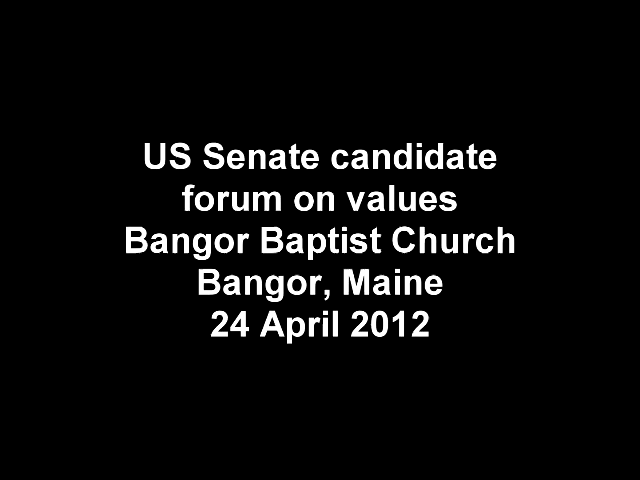 US Senate candidate
forum on values
Bangor Baptist Church
Bangor, Maine
24 April 2012